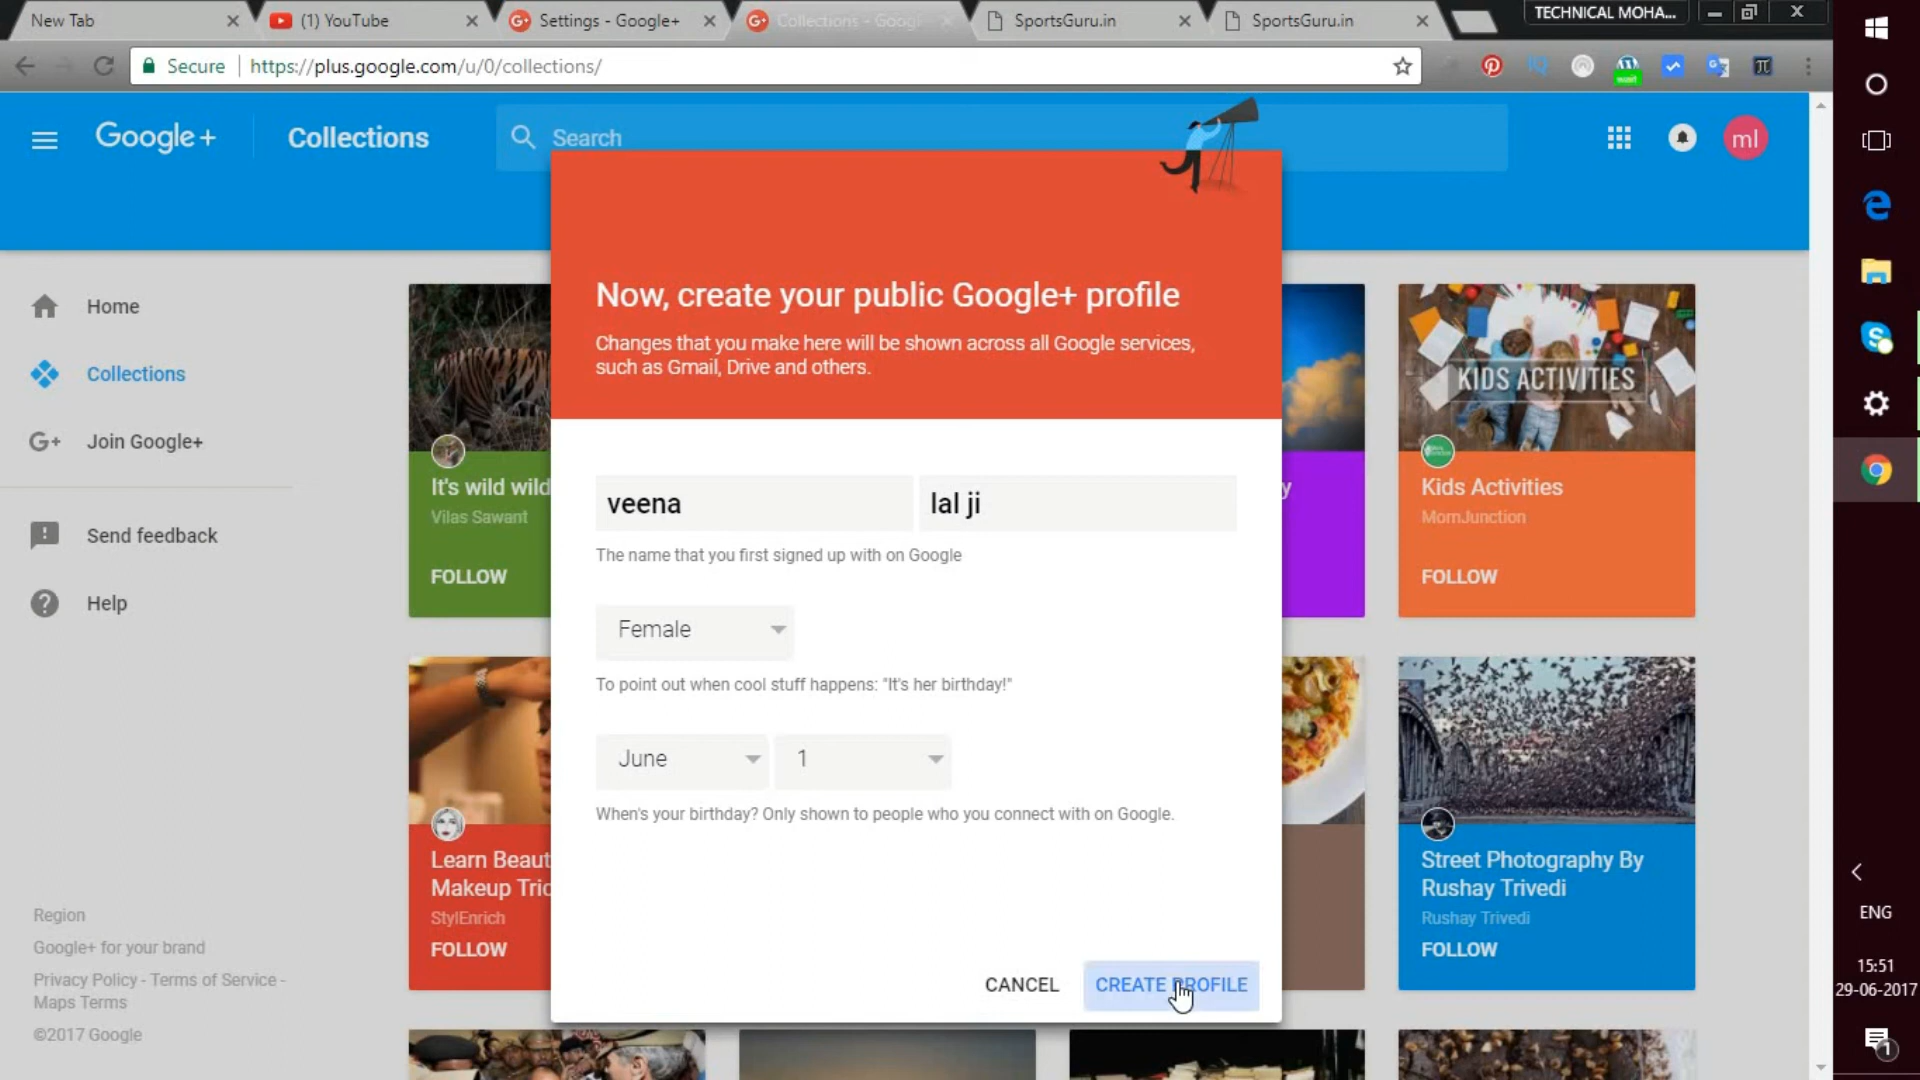 New Tab
(1) YouTube
Settings - Google+
Collections - Googl
SportsGuru.in
SportsGuru.in
TECHNICAL MOHA...
Secure
https://plus.google.com/u/0/collections/
Google+
Collections
Search
ml
Home
Collections
G+ Join Google+
Send feedback
Help
Region
Google+ for your brand
Privacy Policy - Terms of Service -
Maps Terms
©2017 Google
Now, create your public Google+ profile
Changes that you make here will be shown across all Google services,
such as Gmail, Drive and others.
veena
lal ji
The name that you first signed up with on Google
Female
To point out when cool stuff happens: "It's her birthday!"
June
1
When's your birthday? Only shown to people who you connect with on Google.
CANCEL
CREATE PROFILE
It's wild wild
Vilas Sawant
FOLLOW
y
KIDS ACTIVITIES
Kids Activities
MomJunction
FOLLOW
Learn Beaut
Makeup Tric
StylEnrich
FOLLOW
Street Photography By
Rushay Trivedi
Rushay Trivedi
FOLLOW
ENG
15:51
29-06-2017
1